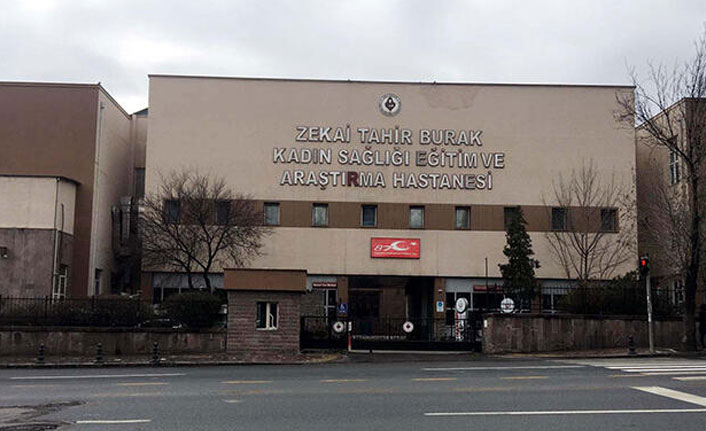 ZEKAİ TAHİR BURAK
KADIN SAĞLIĞI EĞİTİM VE
ARAŞTIRMA HASTANESİ